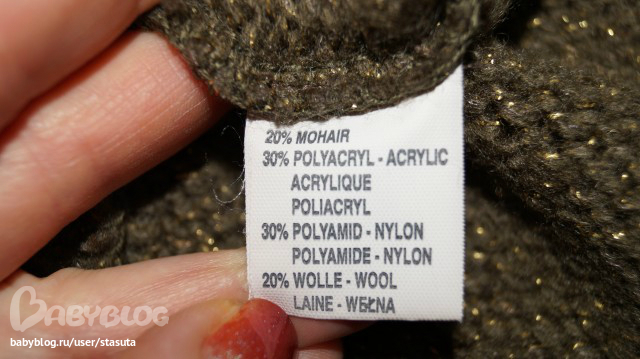 20% MOHAIR
30% POLYACRYL - ACRYLIC
ACRYLIQUE
POLIACRYL
30% POLYAMID - NYLON
POLYAMIDE - NYLON
20% WOLLE - WOOL
LAINE - WEŁNA
BABYBLOG
babyblog.ru/user/stasuta